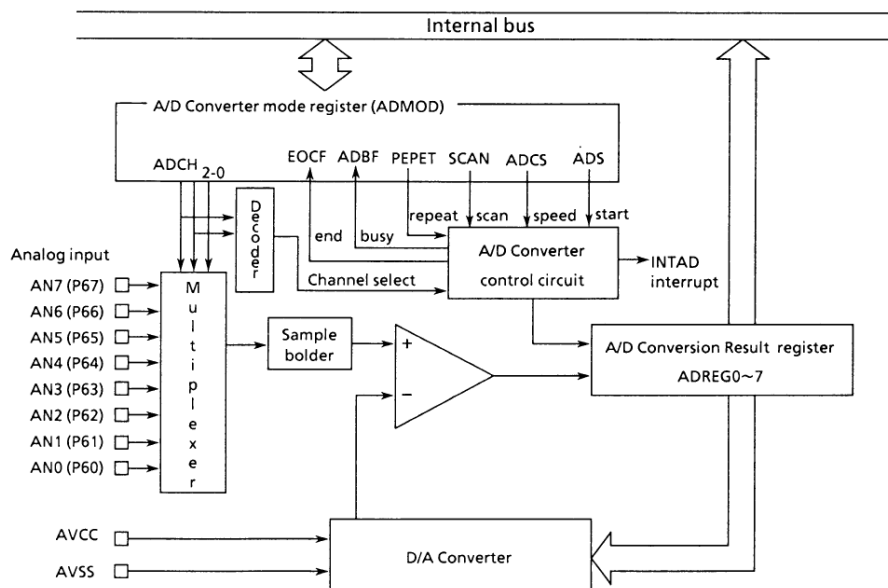 Internal bus
A/D Converter mode register (ADMOD)
ADCH 2-0
EOCF ADBF PEPET SCAN ADCS ADS
repeat scan speed start
end busy
Decoder
A/D Converter
control circuit
INTAD
interrupt
Channel select
Analog input
AN7 (P67)
AN6 (P66)
AN5 (P65)
AN4 (P64)
AN3 (P63)
AN2 (P62)
AN1 (P61)
AN0 (P60)
Multiplexer
Sample
bolder
+
−
A/D Conversion Result register
ADREG0~7
AVCC
AVSS
D/A Converter